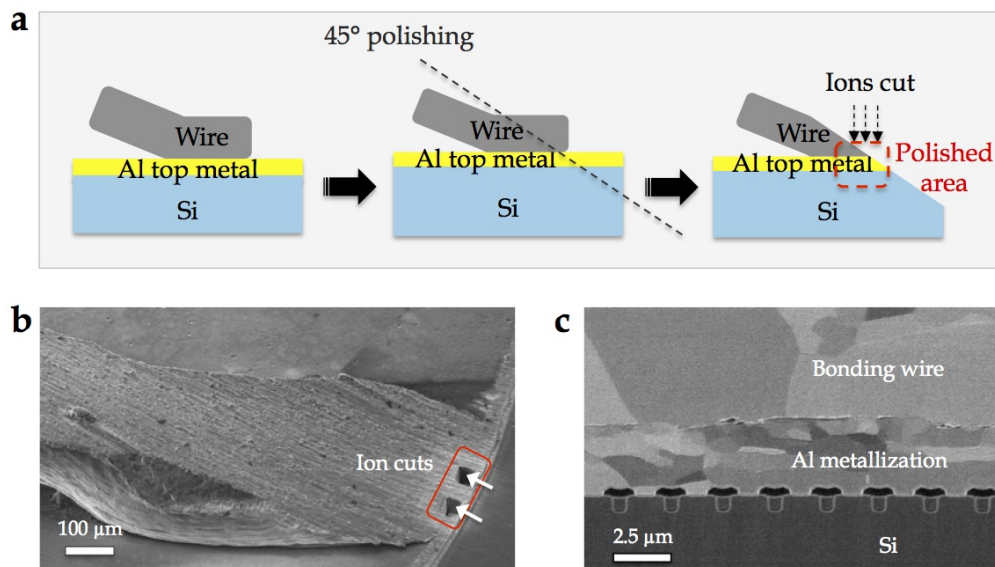 a
45° polishing
Ions cut
Wire
Al top metal
Si
Wire
Al top metal
Si
Wire
Al top metal
Si
Polished
area
b
Ion cuts
100 µm
c
Bonding wire
Al metallization
2.5 µm
Si